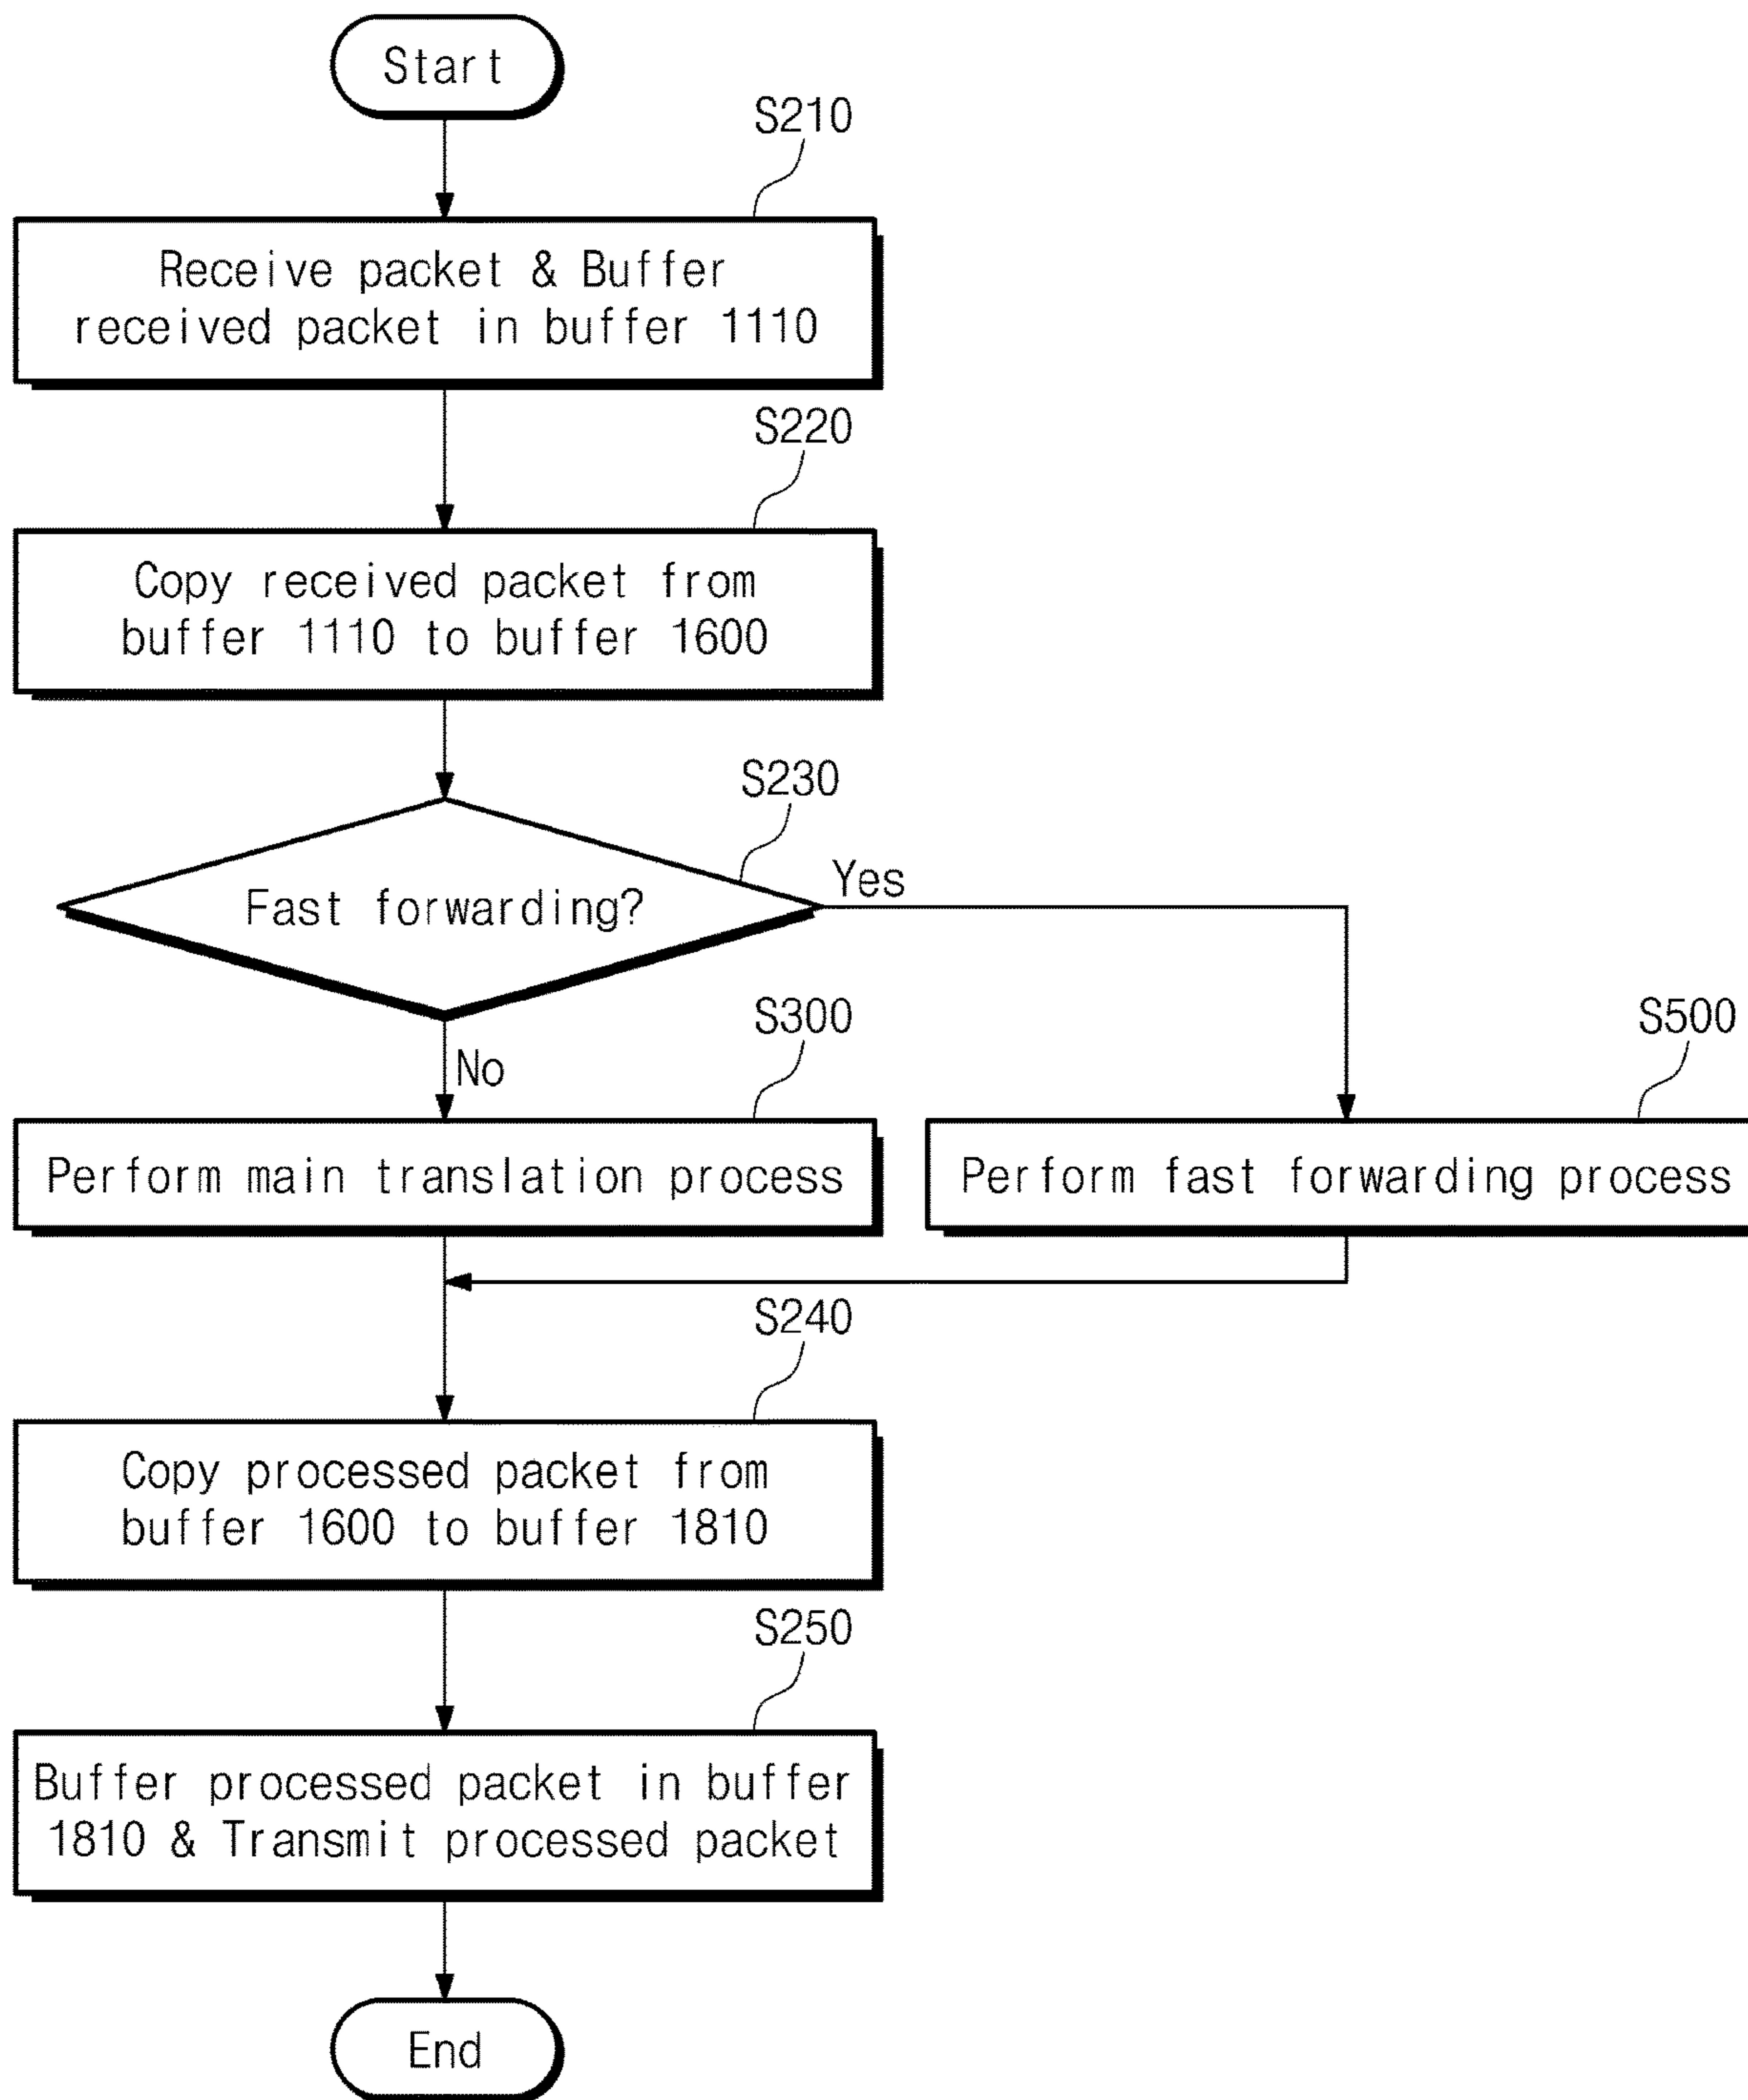 Start
S210
Receive packet & Buffer
received packet in buffer 1110
S220
Copy received packet from
buffer 1110 to buffer 1600
S230
Fast forwarding?
Yes
No
S300
Perform main translation process
S500
Perform fast forwarding process
S240
Copy processed packet from
buffer 1600 to buffer 1810
S250
Buffer processed packet in buffer
1810 & Transmit processed packet
End